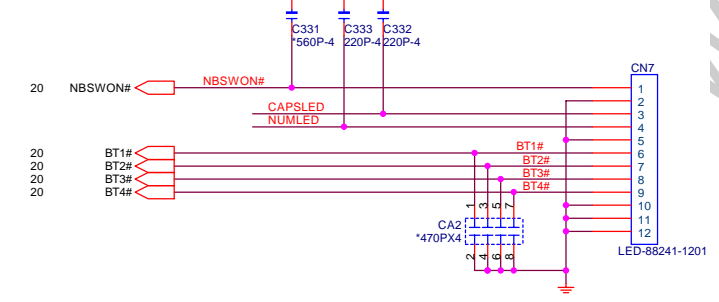 C331 C333 C332
*560P-4 220P-4 220P-4
CN7
20 NBSWON# NBSWON# 1
2
CAPSLED 3
NUMLED 4
5
20 BT1# BT1# 6
20 BT2# BT2# 7
20 BT3# BT3# 8
20 BT4# BT4# 9
1 3 5 7 10
CA2 11
*470PX4 12
2 4 6 8
LED-88241-1201